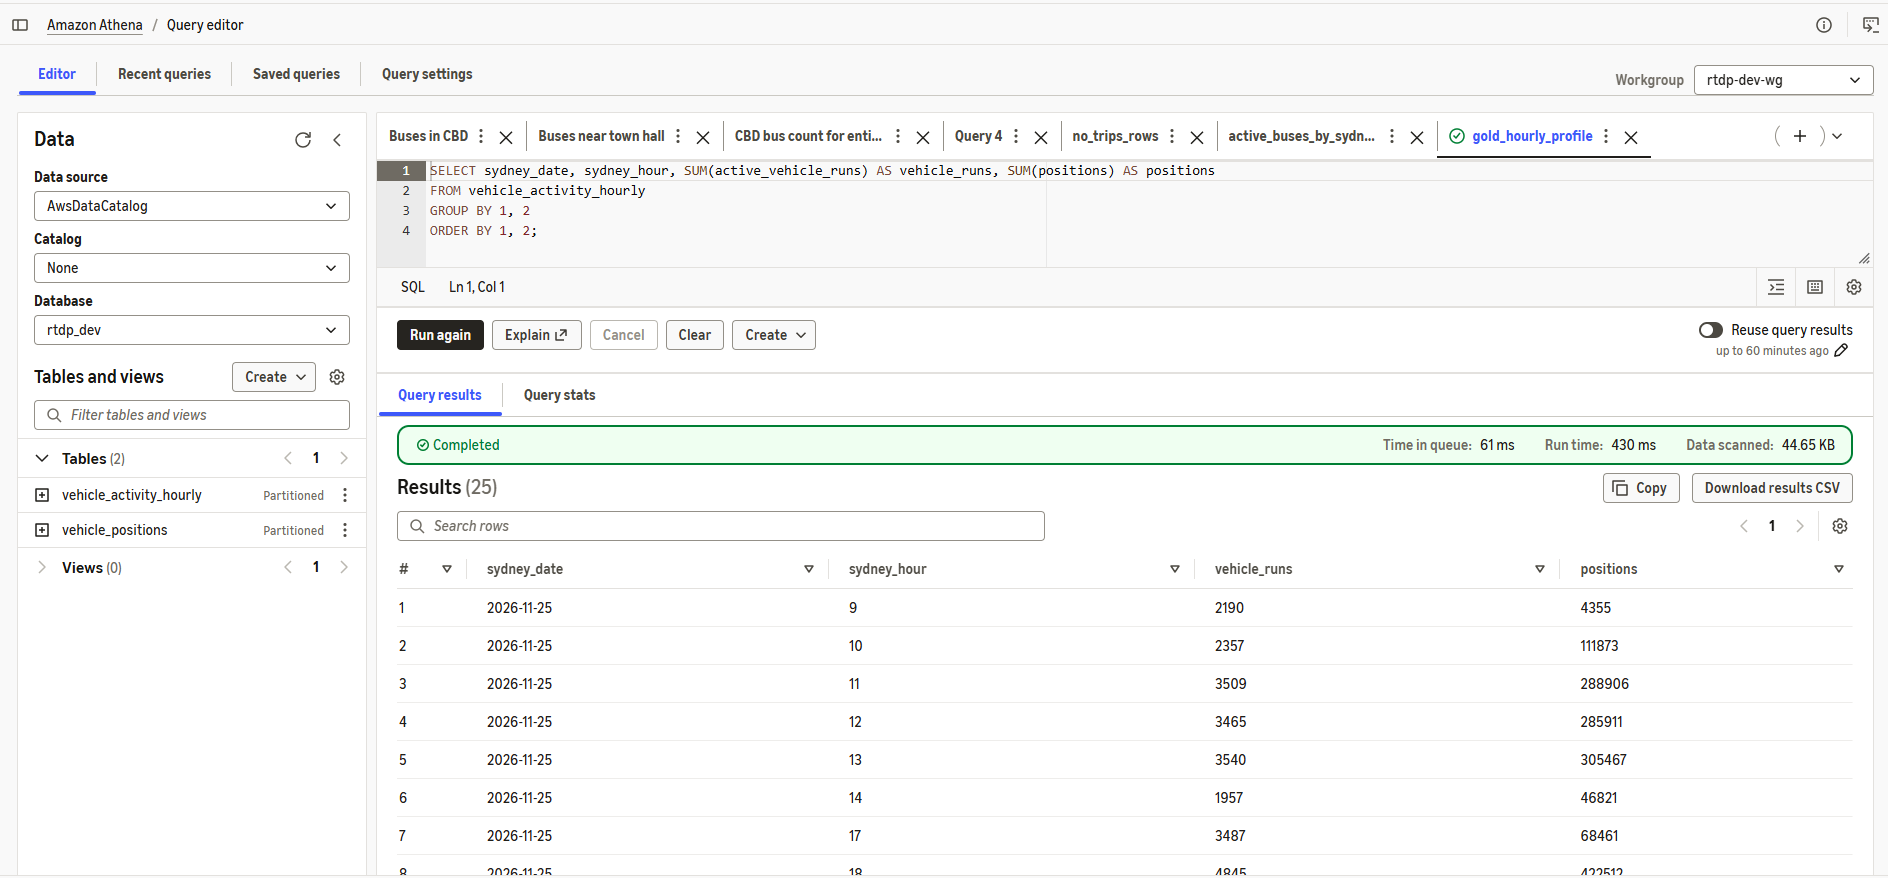 Amazon Athena / Query editor
Editor Recent queries Saved queries Query settings
Workgroup rtdp-dev-wg
Data
Data source
AwsDataCatalog
Catalog
None
Database
rtdp_dev
Tables and views Create
Filter tables and views
Tables (2) 1
vehicle_activity_hourly Partitioned
vehicle_positions Partitioned
Views (0) 1
Buses in CBD Buses near town hall CBD bus count for enti... Query 4 no_trips_rows active_buses_by_sydn... gold_hourly_profile
1 SELECT sydney_date, sydney_hour, SUM(active_vehicle_runs) AS vehicle_runs, SUM(positions) AS positions
2 FROM vehicle_activity_hourly
3 GROUP BY 1, 2
4 ORDER BY 1, 2;
SQL Ln 1, Col 1
Run again Explain Cancel Clear Create
Reuse query results
up to 60 minutes ago
Query results Query stats
Completed Time in queue: 61 ms Run time: 430 ms Data scanned: 44.65 KB
Results (25) Copy Download results CSV
Search rows 1
# sydney_date sydney_hour vehicle_runs positions
1 2026-11-25 9 2190 4355
2 2026-11-25 10 2357 111873
3 2026-11-25 11 3509 288906
4 2026-11-25 12 3465 285911
5 2026-11-25 13 3540 305467
6 2026-11-25 14 1957 46821
7 2026-11-25 17 3487 68461
8 2026-11-25 18 4845 422512